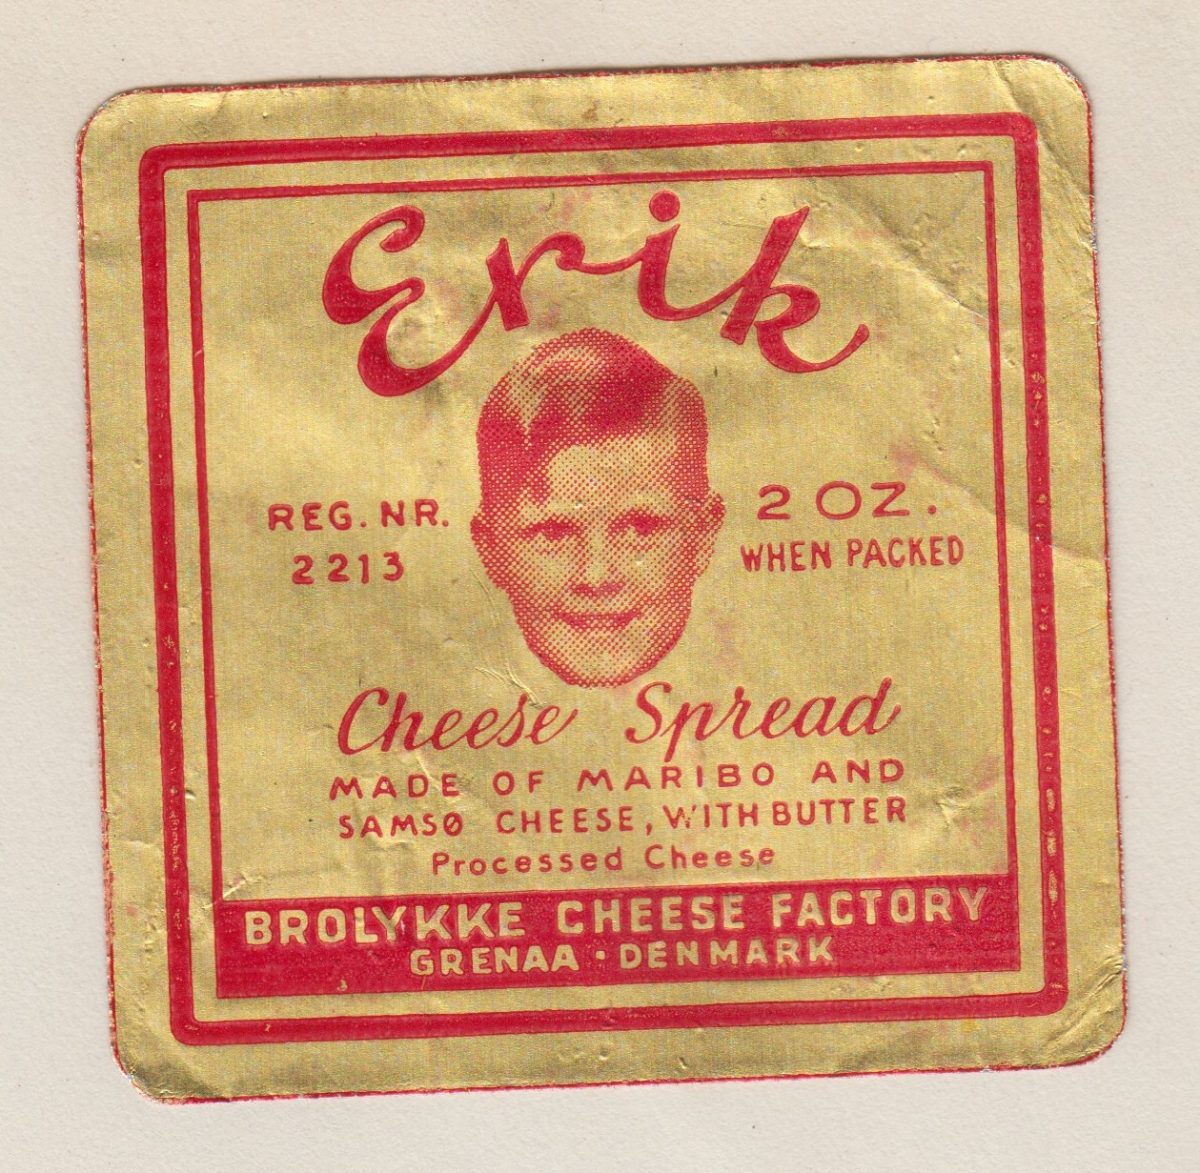 Erik
REG. NR.
2213
2 OZ.
WHEN PACKED
Cheese Spread
MADE OF MARIBO AND
SAMSØ CHEESE, WITH BUTTER
Processed Cheese
BROLYKKE CHEESE FACTORY
GRENAA · DENMARK